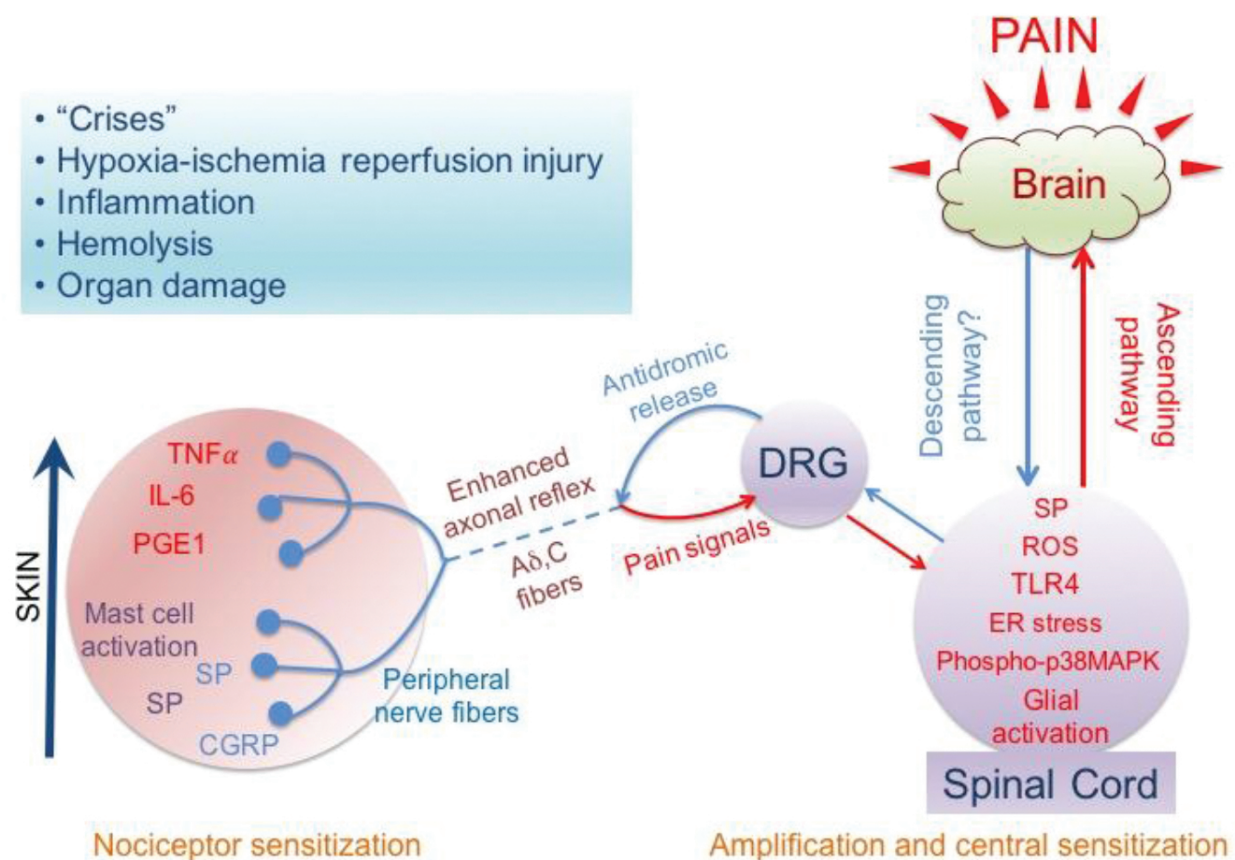 PAIN
• “Crises”
• Hypoxia-ischemia reperfusion injury
• Inflammation
• Hemolysis
• Organ damage
Brain
Descending
pathway?
Ascending
pathway
Antidromic
release
DRG
Enhanced
axonal reflex
Aδ,C
fibers
Pain signals
SKIN
TNFα
IL-6
PGE1
Mast cell
activation
SP
SP
CGRP
Peripheral
nerve fibers
SP
ROS
TLR4
ER stress
Phospho-p38MAPK
Glial
activation
Spinal Cord
Nociceptor sensitization
Amplification and central sensitization